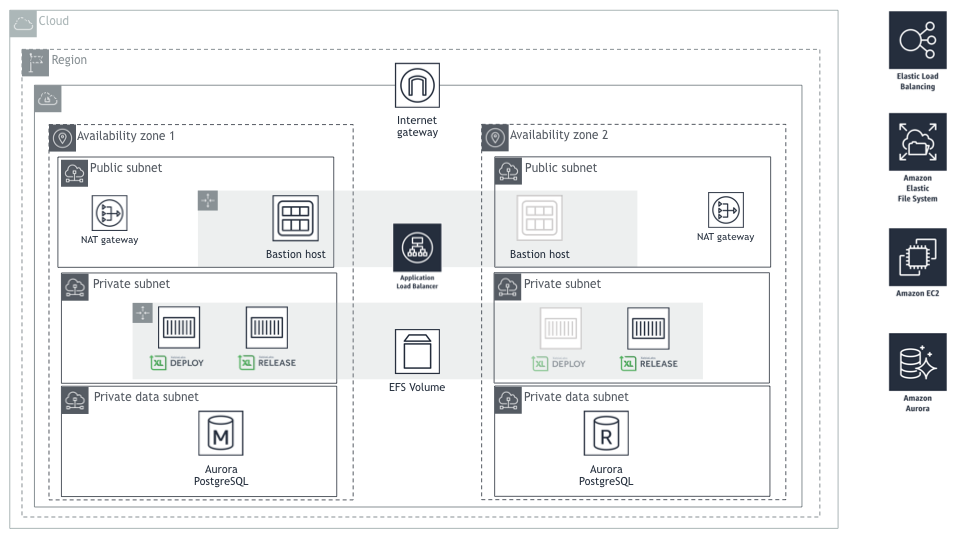 Cloud
Region
Internet
gateway
Availability zone 1
Public subnet
NAT gateway
Bastion host
Private subnet
XL DEPLOY
XL RELEASE
Private data subnet
M
Aurora
PostgreSQL
Application
Load Balancer
EFS Volume
Availability zone 2
Public subnet
Bastion host
NAT gateway
Private subnet
XL DEPLOY
XL RELEASE
Private data subnet
R
Aurora
PostgreSQL
Elastic Load
Balancing
Amazon
Elastic
File System
Amazon EC2
Amazon
Aurora